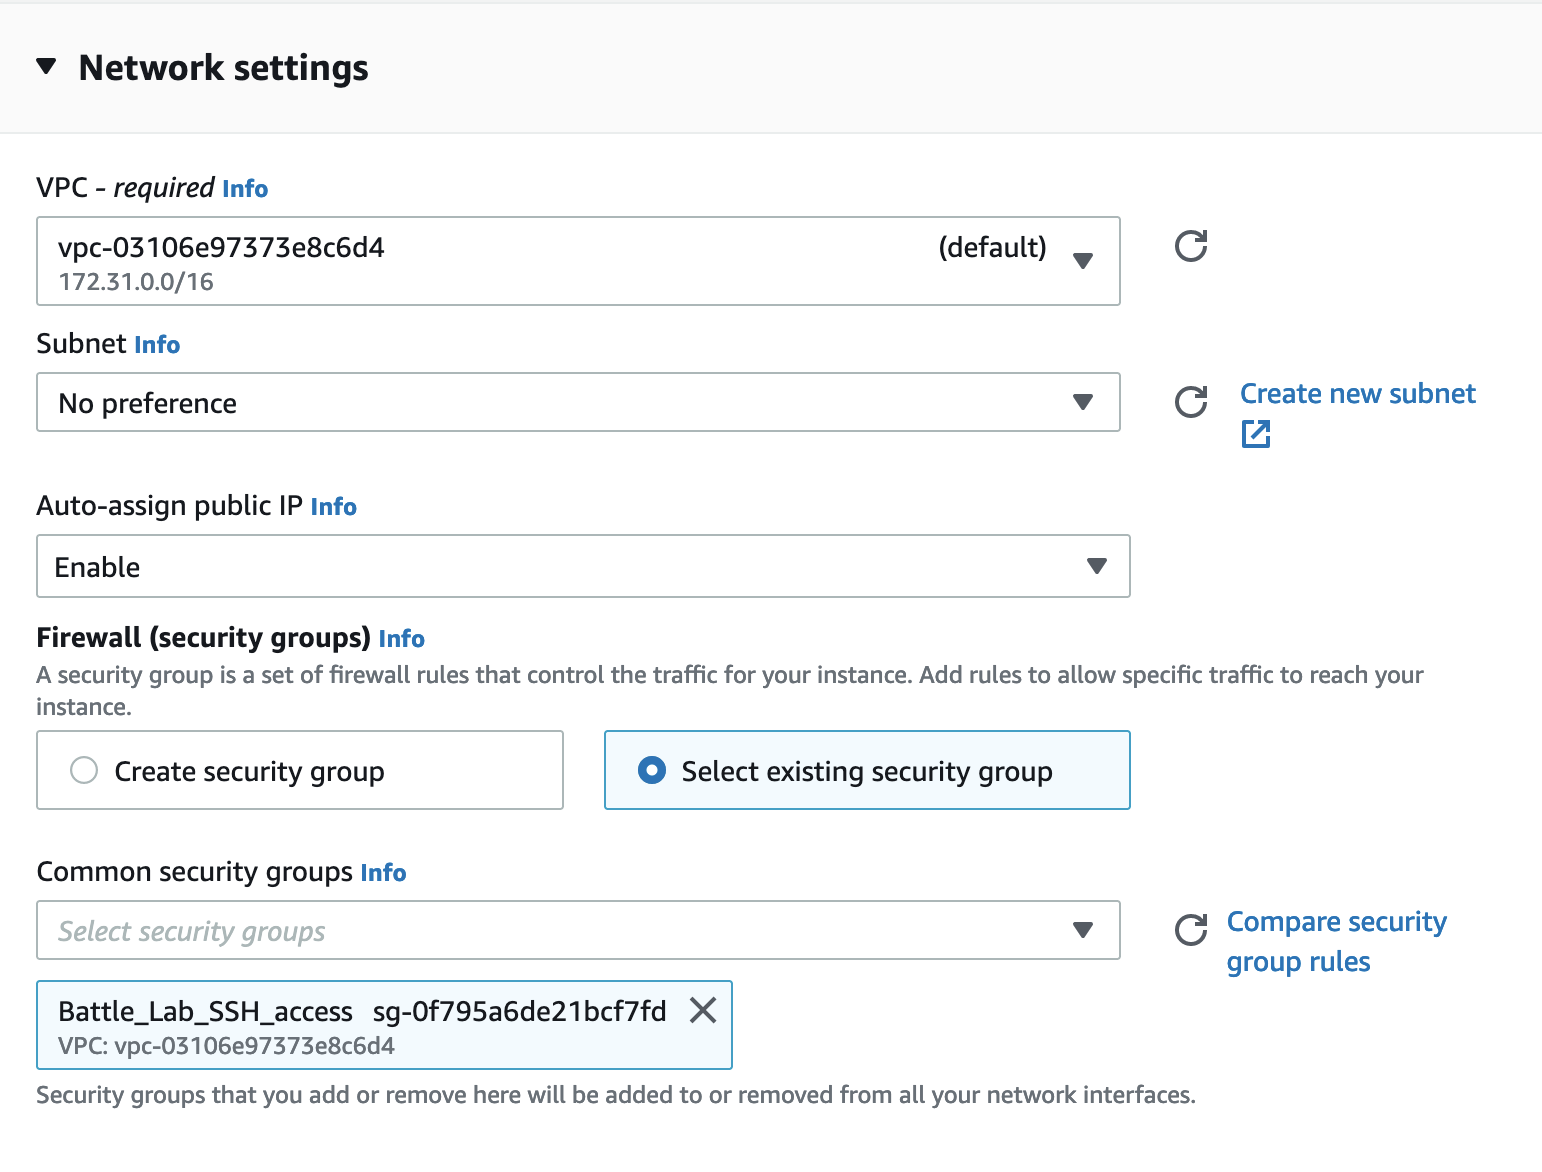 Network settings
VPC - required Info
vpc-03106e97373e8c6d4 (default)
172.31.0.0/16
Subnet Info
No preference
Create new subnet
Auto-assign public IP Info
Enable
Firewall (security groups) Info
A security group is a set of firewall rules that control the traffic for your instance. Add rules to allow specific traffic to reach your
instance.
Create security group
Select existing security group
Common security groups Info
Select security groups
Compare security
group rules
Battle_Lab_SSH_access sg-0f795a6de21bcf7fd
VPC: vpc-03106e97373e8c6d4
Security groups that you add or remove here will be added to or removed from all your network interfaces.